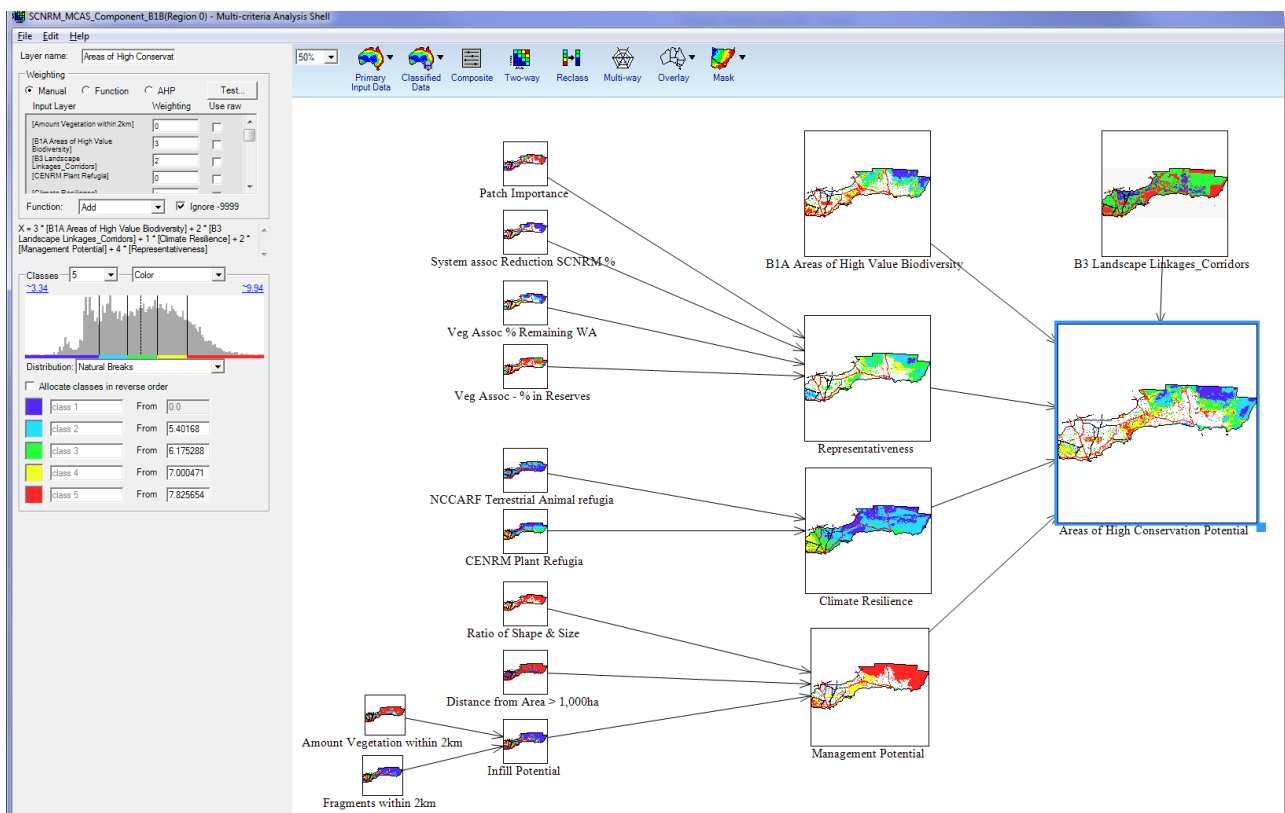 SCNRM_MCAS_Component_B1B(Region 0) - Multi-criteria Analysis Shell
File Edit Help
Layer name: Areas of High Conservat
Weighting
Manual Function AHP Test...
Input Layer Weighting Use raw
[Amount Vegetation within 2km] 0
[B1A Areas of High Value
Biodiversity] 3
[B3 Landscape
Linkages_Corridors] 2
[CENRM Plant Refugia] 0
[Climate Resilience]
Function: Add Ignore -9999
X = 3 * [B1A Areas of High Value Biodiversity] + 2 * [B3
Landscape Linkages_Corridors] + 1 * [Climate Resilience] + 2 *
[Management Potential] + 4 * [Representativeness]
Classes 5 Color
~3.34 ~9.94
Distribution: Natural Breaks
Allocate classes in reverse order
class 1 From 0.0
class 2 From 5.40168
class 3 From 6.175288
class 4 From 7.000471
class 5 From 7.825654
50%
Primary
Input Data
Classified
Data
Composite
Two-way
Reclass
Multi-way
Overlay
Mask
Patch Importance
System assoc Reduction SCNRM %
Veg Assoc % Remaining WA
Veg Assoc - % in Reserves
NCCARF Terrestrial Animal refugia
CENRM Plant Refugia
Ratio of Shape & Size
Distance from Area > 1,000ha
Amount Vegetation within 2km
Infill Potential
Fragments within 2km
B1A Areas of High Value Biodiversity
B3 Landscape Linkages_Corridors
Representativeness
Climate Resilience
Management Potential
Areas of High Conservation Potential